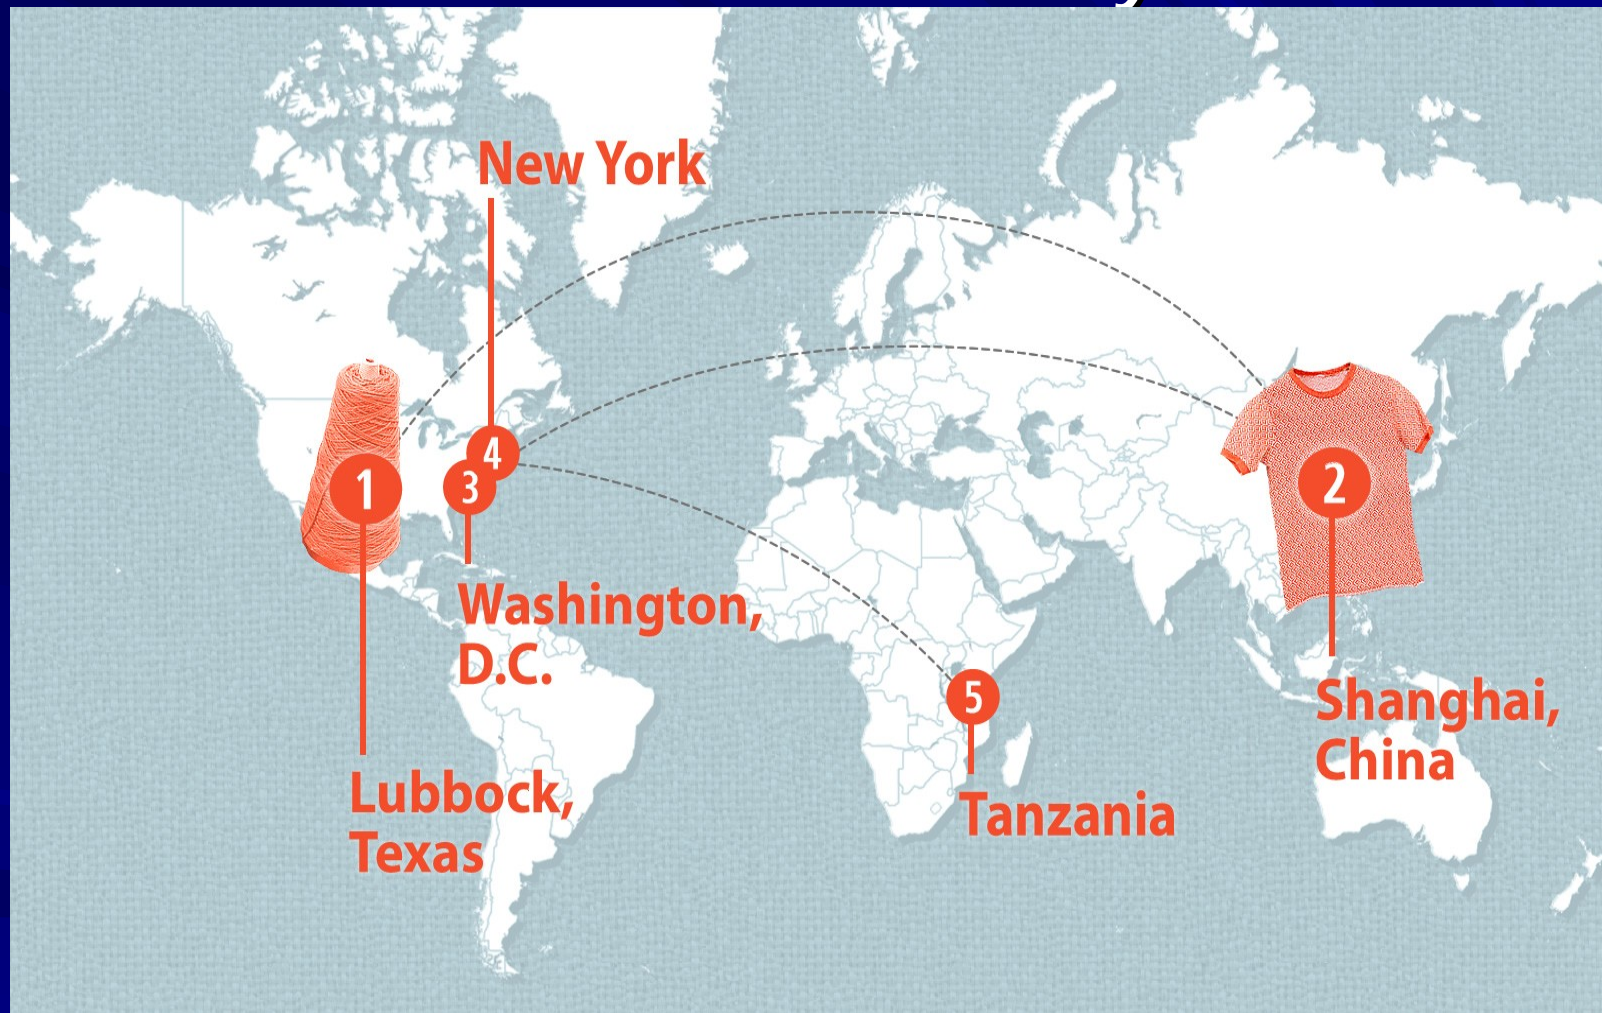 New York
4
3
1
2
Washington,
D.C.
5
Shanghai,
China
Lubbock,
Texas
Tanzania